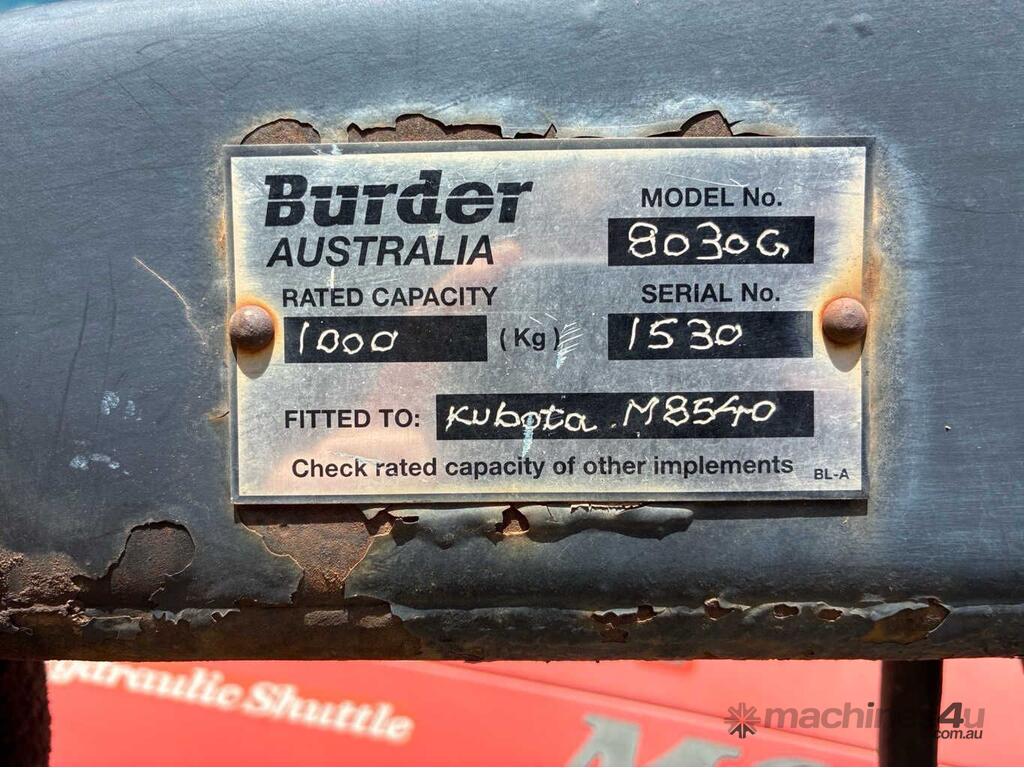 Burder
AUSTRALIA
MODEL No.
8030G
RATED CAPACITY
1000 (Kg)
SERIAL No.
1530
FITTED TO: Kubota M8540
Check rated capacity of other implements BL-A
Hydraulic Shuttle
machines4u
.com.au